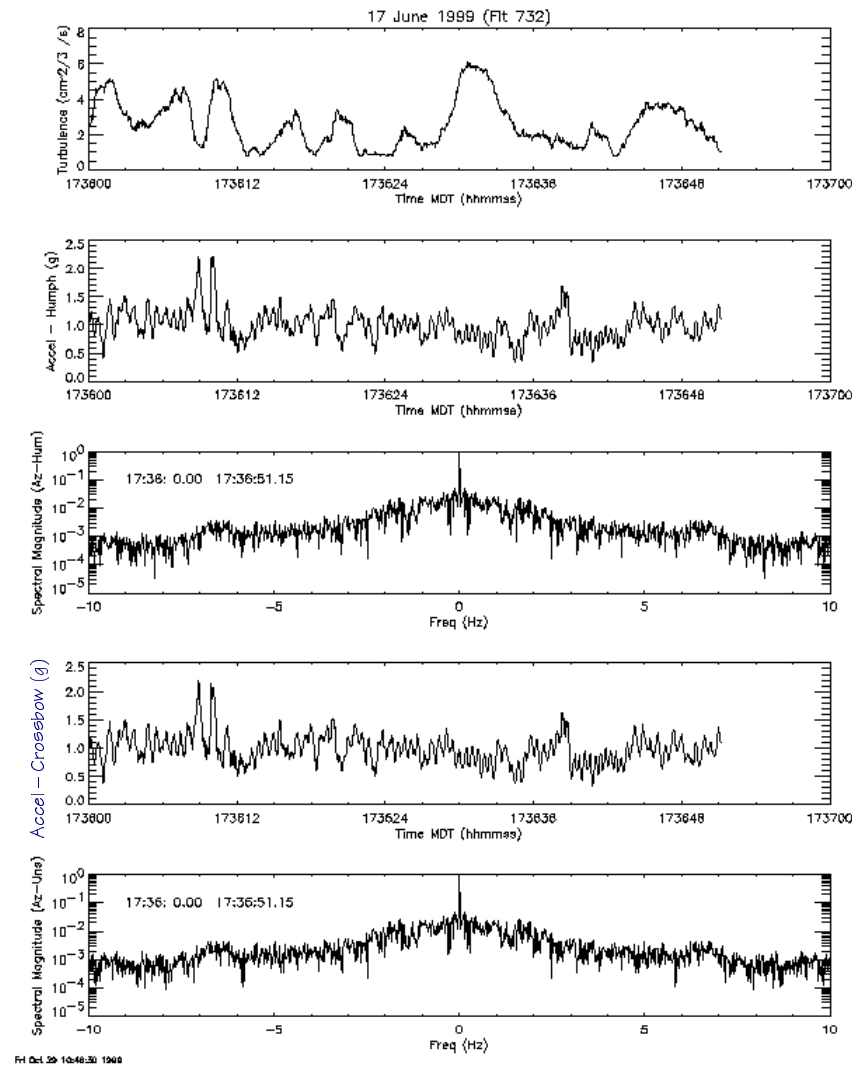 17 June 1999 (Flt 732)
Turbulence (cm^2/3 /s)
8
6
4
2
0
173600 173612 173624 173636 173648 173700
Time MDT (hhmmss)
Accel - Humph (g)
2.5
2.0
1.5
1.0
0.5
0.0
173600 173612 173624 173636 173648 173700
Time MDT (hhmmss)
Spectral Magnitude (Az-Hum)
10^0
10^-1
10^-2
10^-3
10^-4
10^-5
17:36: 0.00 17:36:51.15
-10 -5 0 5 10
Freq (Hz)
Accel - Crossbow (g)
2.5
2.0
1.5
1.0
0.5
0.0
173600 173612 173624 173636 173648 173700
Time MDT (hhmmss)
Spectral Magnitude (Az-Uns)
10^0
10^-1
10^-2
10^-3
10^-4
10^-5
17:36: 0.00 17:36:51.15
-10 -5 0 5 10
Freq (Hz)
Fri Oct 29 1999